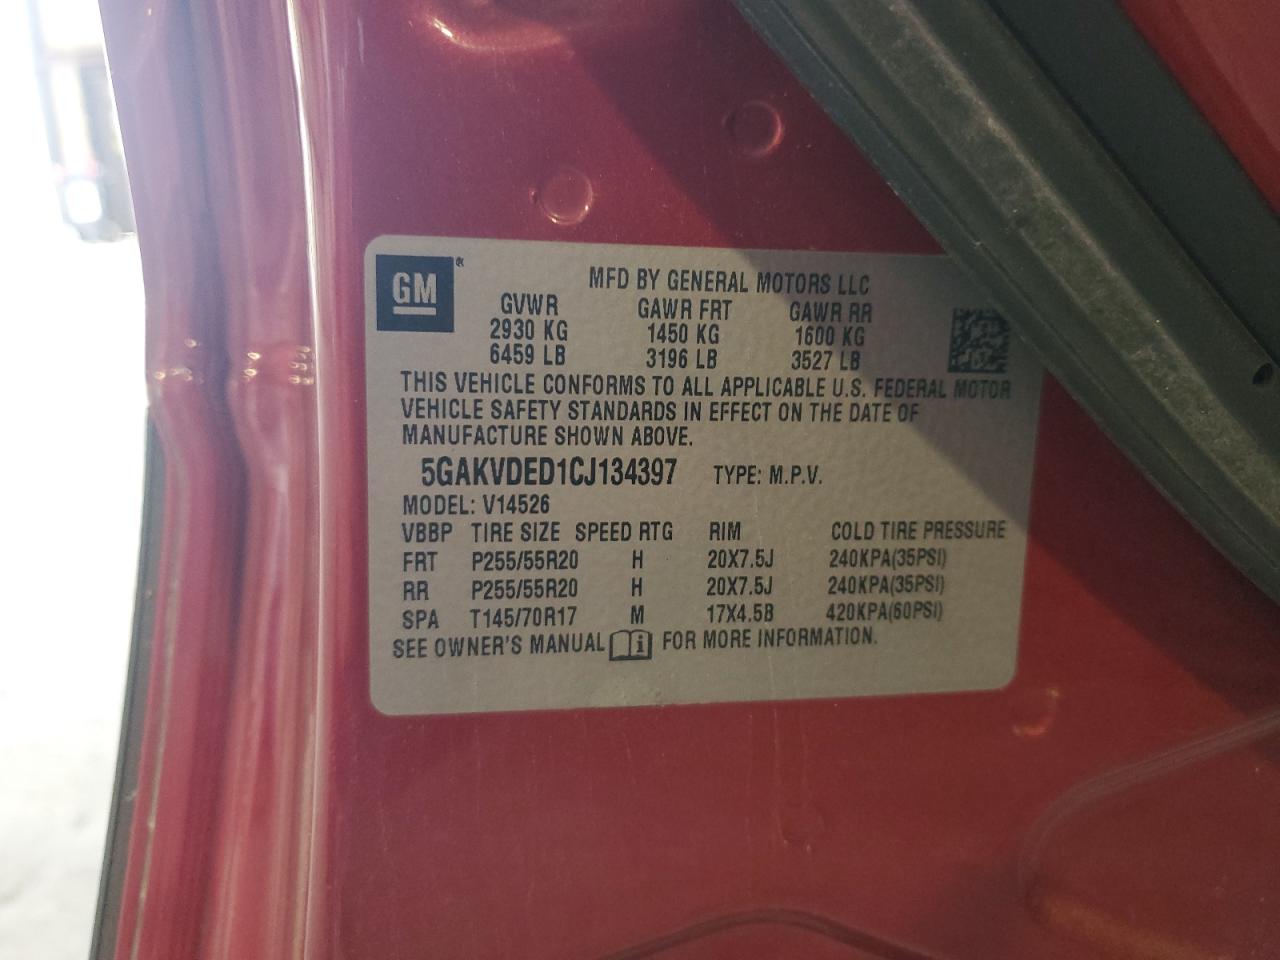 GM®
MFD BY GENERAL MOTORS LLC
GVWR GAWR FRT GAWR RR
2930 KG 1450 KG 1600 KG
6459 LB 3196 LB 3527 LB
THIS VEHICLE CONFORMS TO ALL APPLICABLE U.S. FEDERAL MOTOR
VEHICLE SAFETY STANDARDS IN EFFECT ON THE DATE OF
MANUFACTURE SHOWN ABOVE.
5GAKVDED1CJ134397 TYPE: M.P.V.
MODEL: V14526
VBBP TIRE SIZE SPEED RTG RIM COLD TIRE PRESSURE
FRT P255/55R20 H 20X7.5J 240KPA(35PSI)
RR P255/55R20 H 20X7.5J 240KPA(35PSI)
SPA T145/70R17 M 17X4.5B 420KPA(60PSI)
SEE OWNER'S MANUAL i FOR MORE INFORMATION.